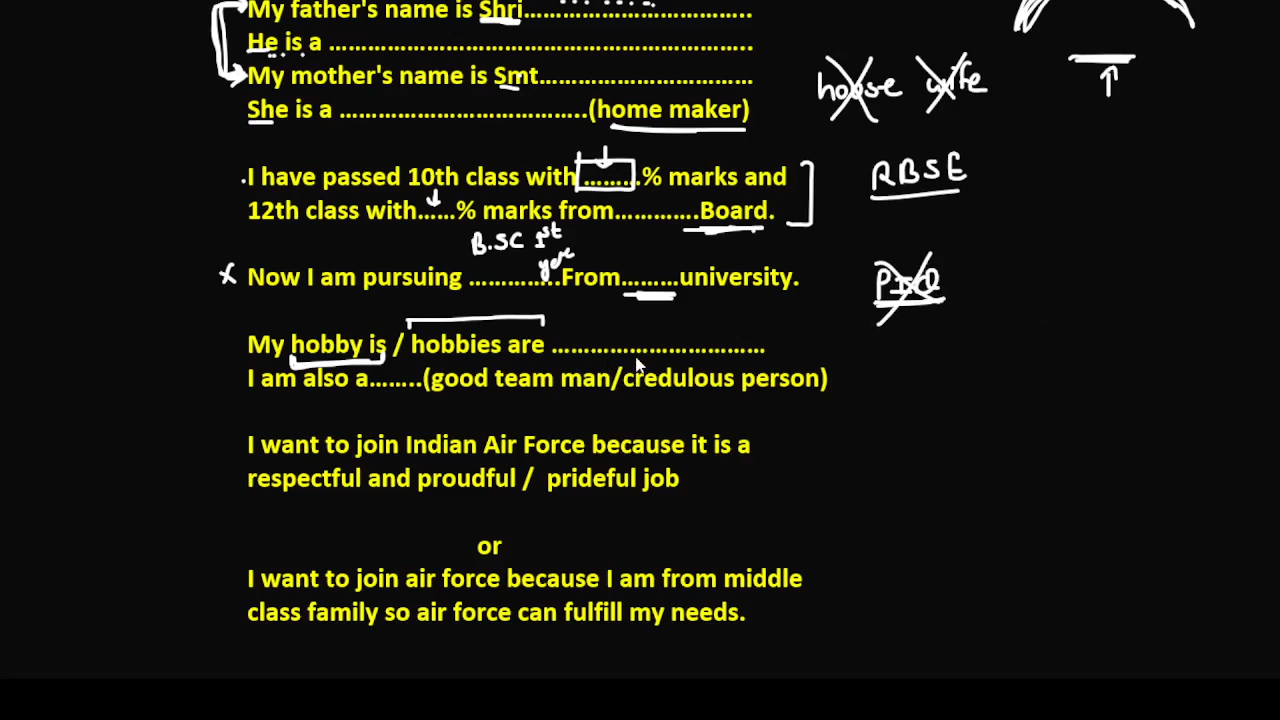 My father's name is Shri……………………………..
He is a ………………………………………………………..
My mother's name is Smt……………………………
She is a ………………………………..(home maker)
house wife
I have passed 10th class with ……….% marks and
RBSE
12th class with……% marks from………….Board.
B.SC Ist
Now I am pursuing …………..From………university.
My hobby is / hobbies are ……………………………
I am also a……..(good team man/credulous person)
I want to join Indian Air Force because it is a
respectful and proudful / prideful job
or
I want to join air force because I am from middle
class family so air force can fulfill my needs.